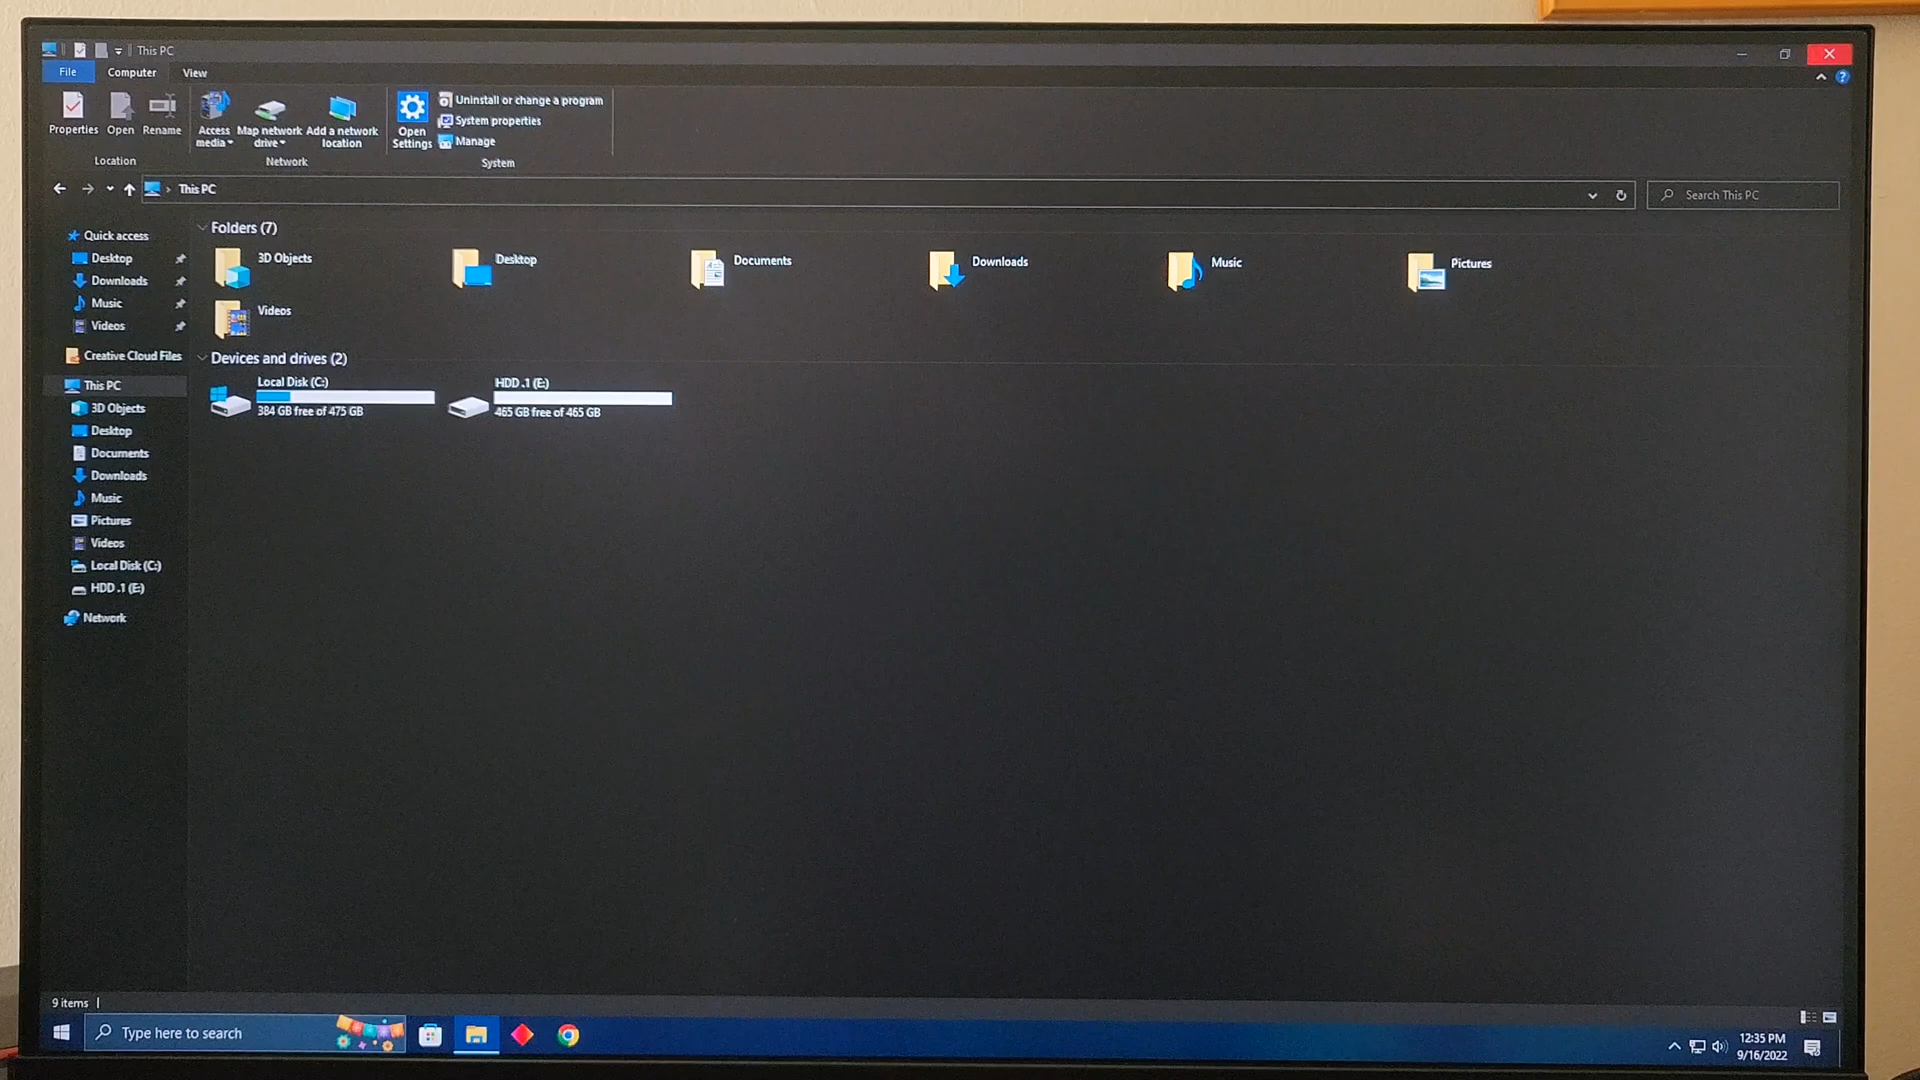 This PC
File Computer View
Properties Open Rename Access media Map network drive Add a network location Open Settings Uninstall or change a program
System properties
Manage
Location Network System
This PC
Search This PC
Quick access
Desktop
Downloads
Music
Videos
Creative Cloud Files
This PC
3D Objects
Desktop
Documents
Downloads
Music
Pictures
Videos
Local Disk (C:)
HDD .1 (E:)
Network
Folders (7)
3D Objects
Desktop
Documents
Downloads
Music
Pictures
Videos
Devices and drives (2)
Local Disk (C:)
384 GB free of 475 GB
HDD .1 (E:)
465 GB free of 465 GB
9 items
Type here to search
12:35 PM
9/16/2022